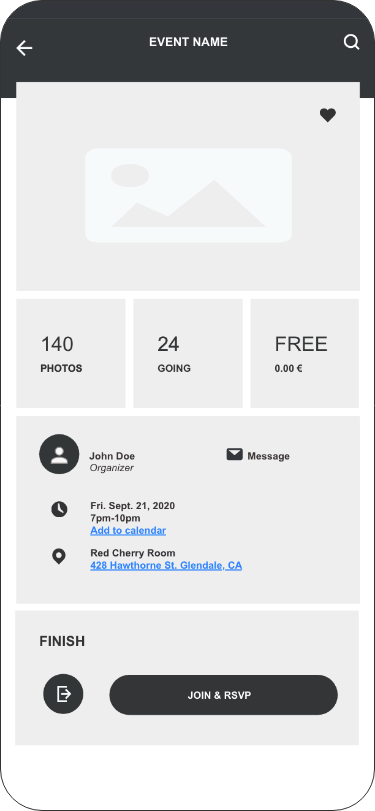 EVENT NAME
140
PHOTOS
24
GOING
FREE
0.00 €
John Doe
Organizer
Message
Fri. Sept. 21, 2020
7pm-10pm
Add to calendar
Red Cherry Room
428 Hawthorne St. Glendale, CA
FINISH
JOIN & RSVP